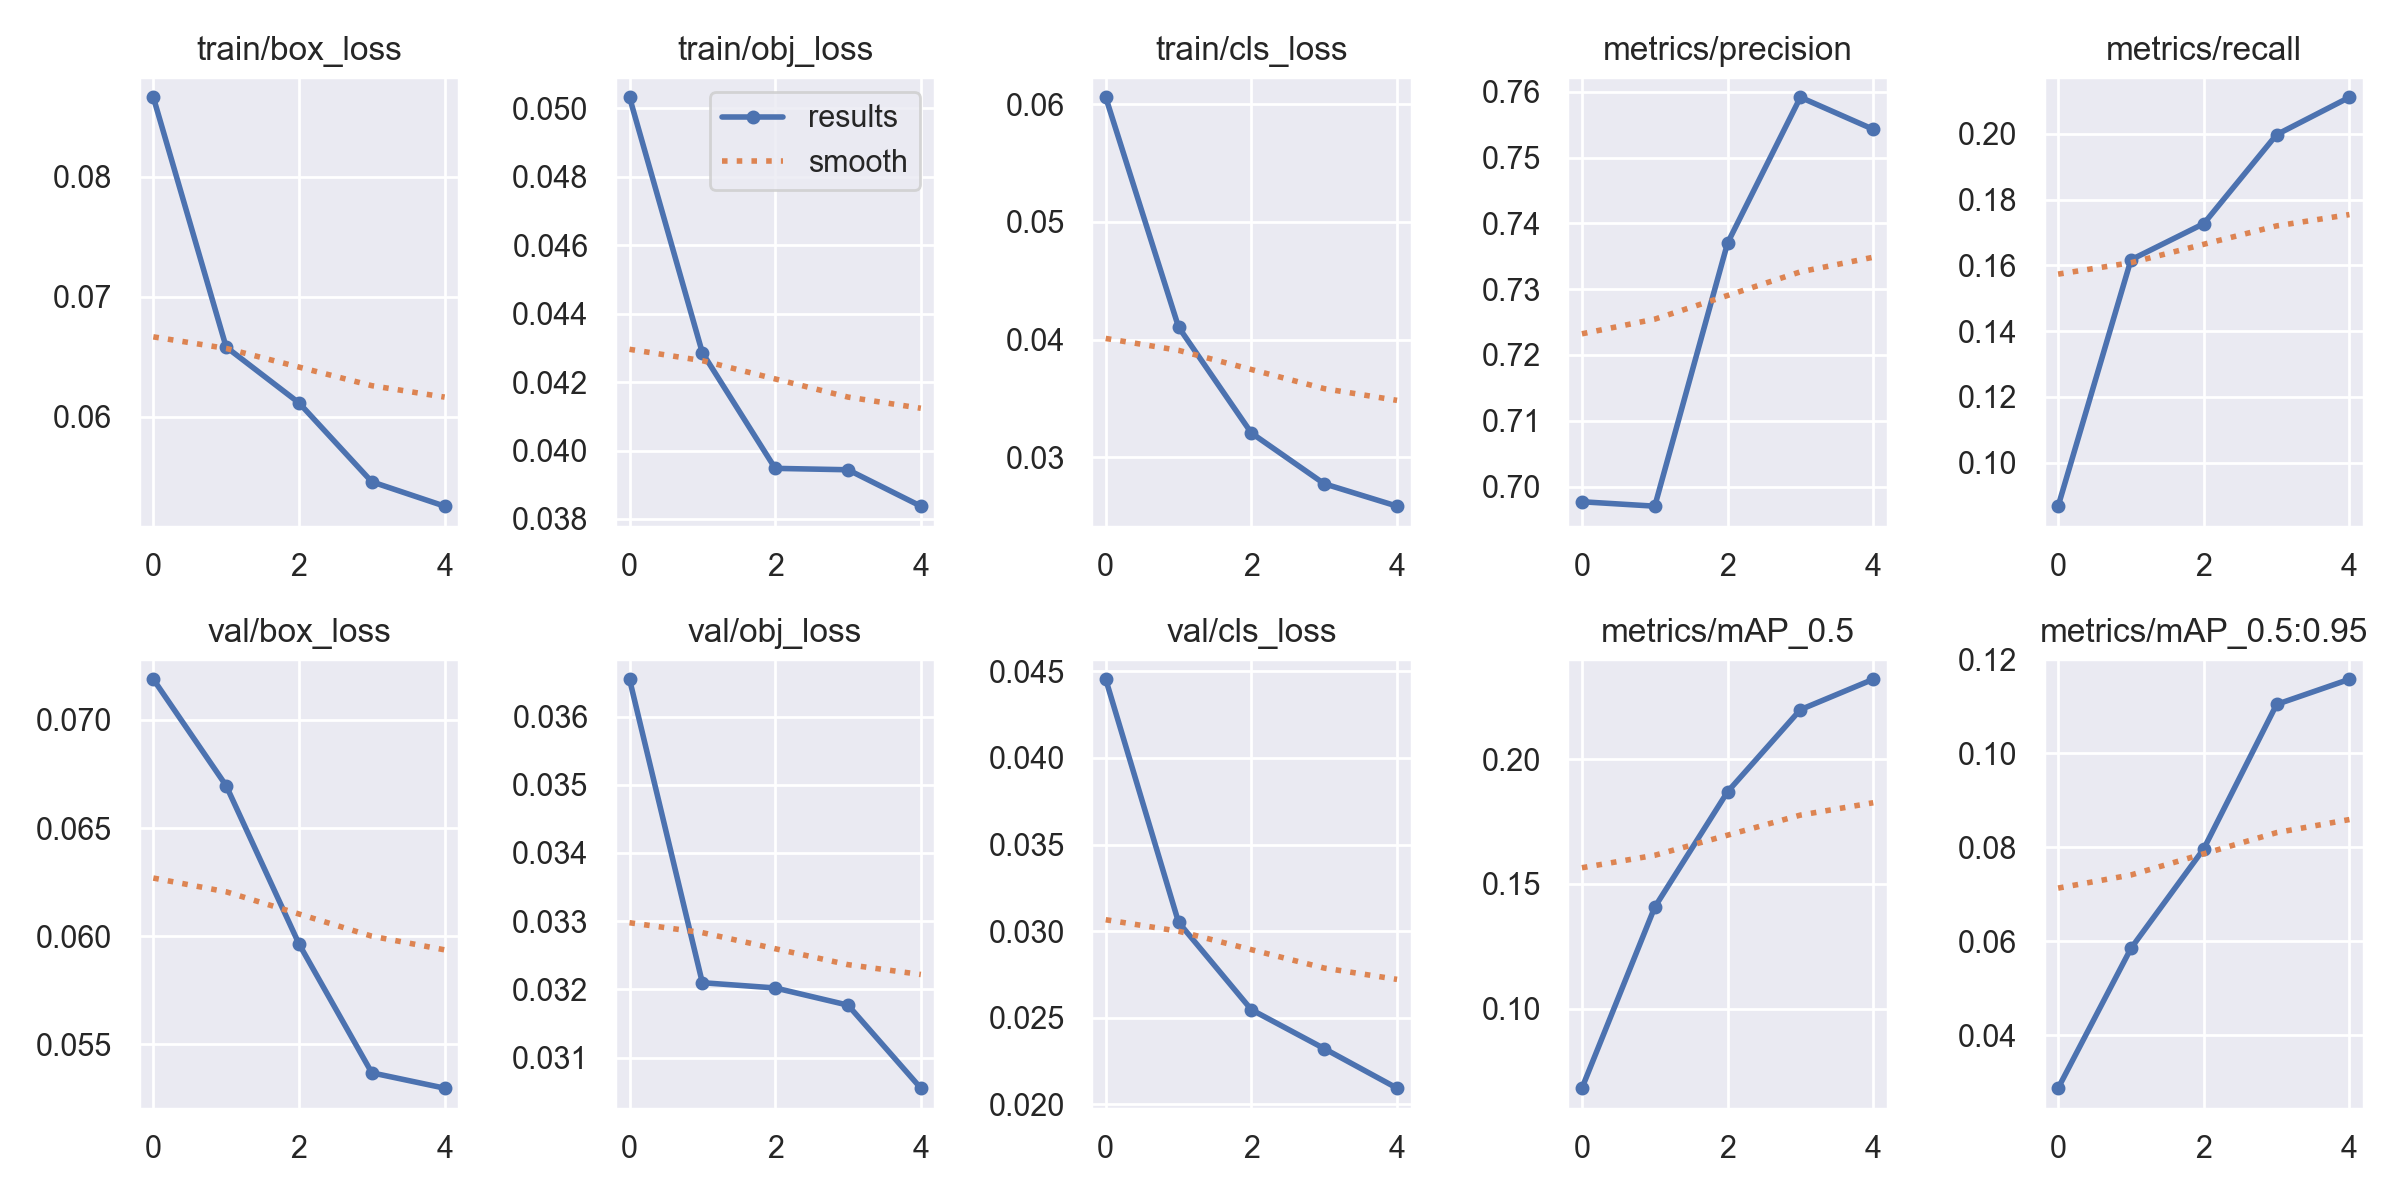 train/box_loss
0.08
0.07
0.06
0 2 4
train/obj_loss
results
smooth
0.050
0.048
0.046
0.044
0.042
0.040
0.038
0 2 4
train/cls_loss
0.06
0.05
0.04
0.03
0 2 4
metrics/precision
0.76
0.75
0.74
0.73
0.72
0.71
0.70
0 2 4
metrics/recall
0.20
0.18
0.16
0.14
0.12
0.10
0 2 4
val/box_loss
0.070
0.065
0.060
0.055
0 2 4
val/obj_loss
0.036
0.035
0.034
0.033
0.032
0.031
0 2 4
val/cls_loss
0.045
0.040
0.035
0.030
0.025
0.020
0 2 4
metrics/mAP_0.5
0.20
0.15
0.10
0 2 4
metrics/mAP_0.5:0.95
0.12
0.10
0.08
0.06
0.04
0 2 4